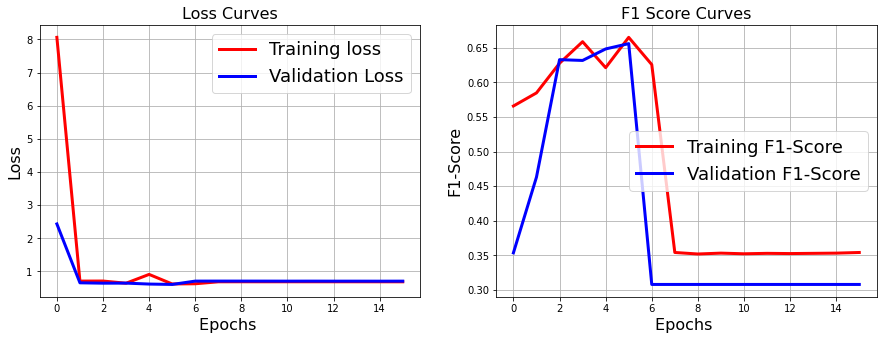 Loss Curves
8
7
6
5
4
3
2
1
Loss
Training loss
Validation Loss
0 2 4 6 8 10 12 14
Epochs
F1 Score Curves
0.65
0.60
0.55
0.50
0.45
0.40
0.35
0.30
F1-Score
Training F1-Score
Validation F1-Score
0 2 4 6 8 10 12 14
Epochs